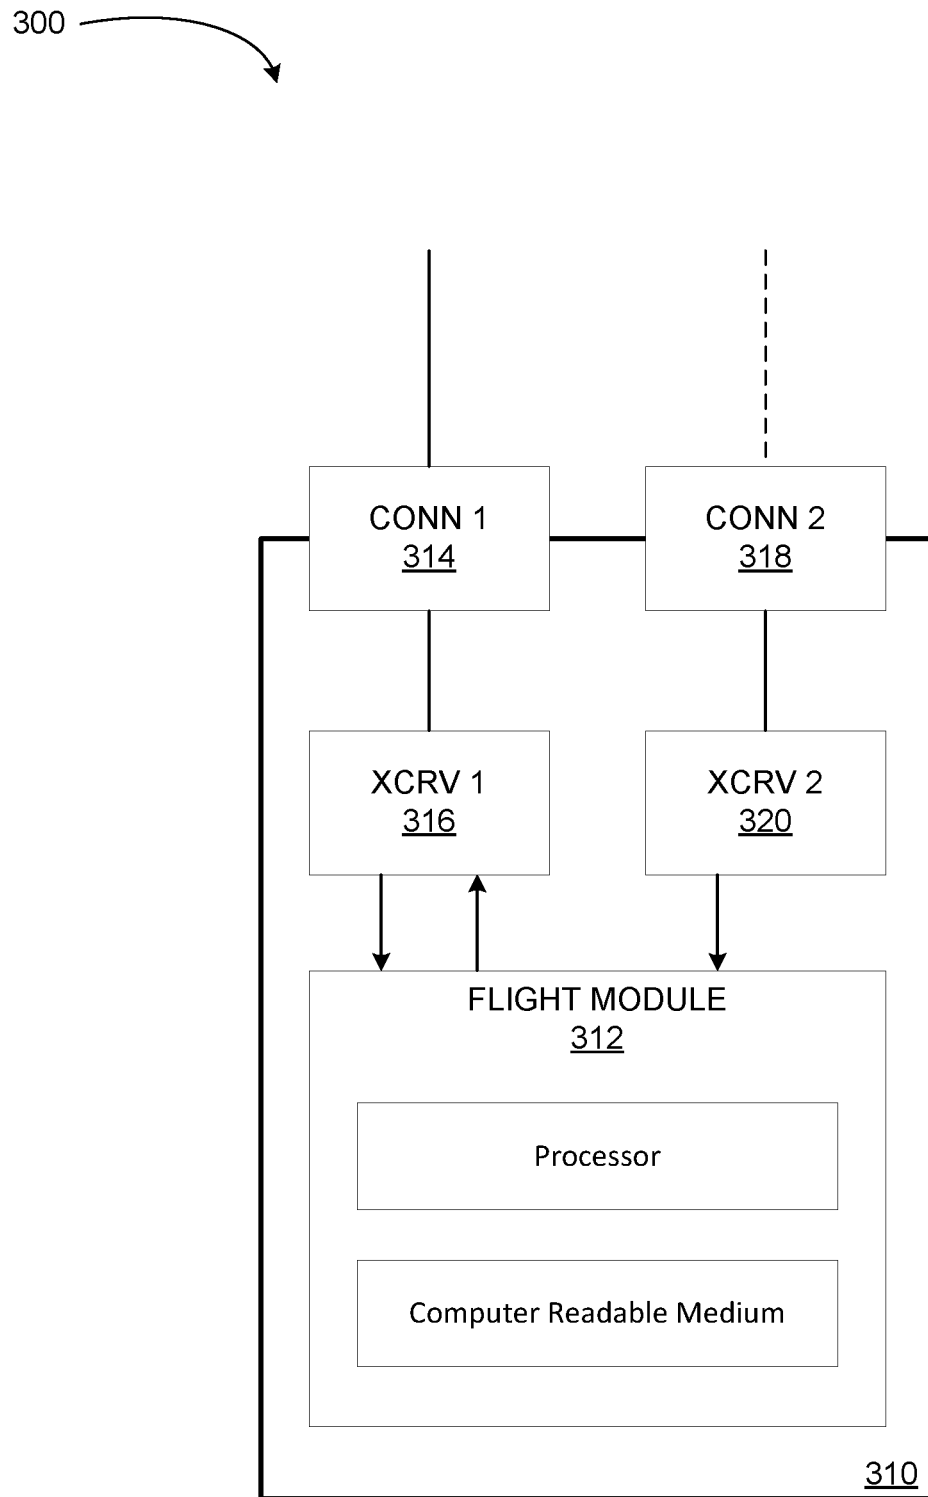 300
CONN 1
314
CONN 2
318
XCRV 1
316
XCRV 2
320
FLIGHT MODULE
312
Processor
Computer Readable Medium
310